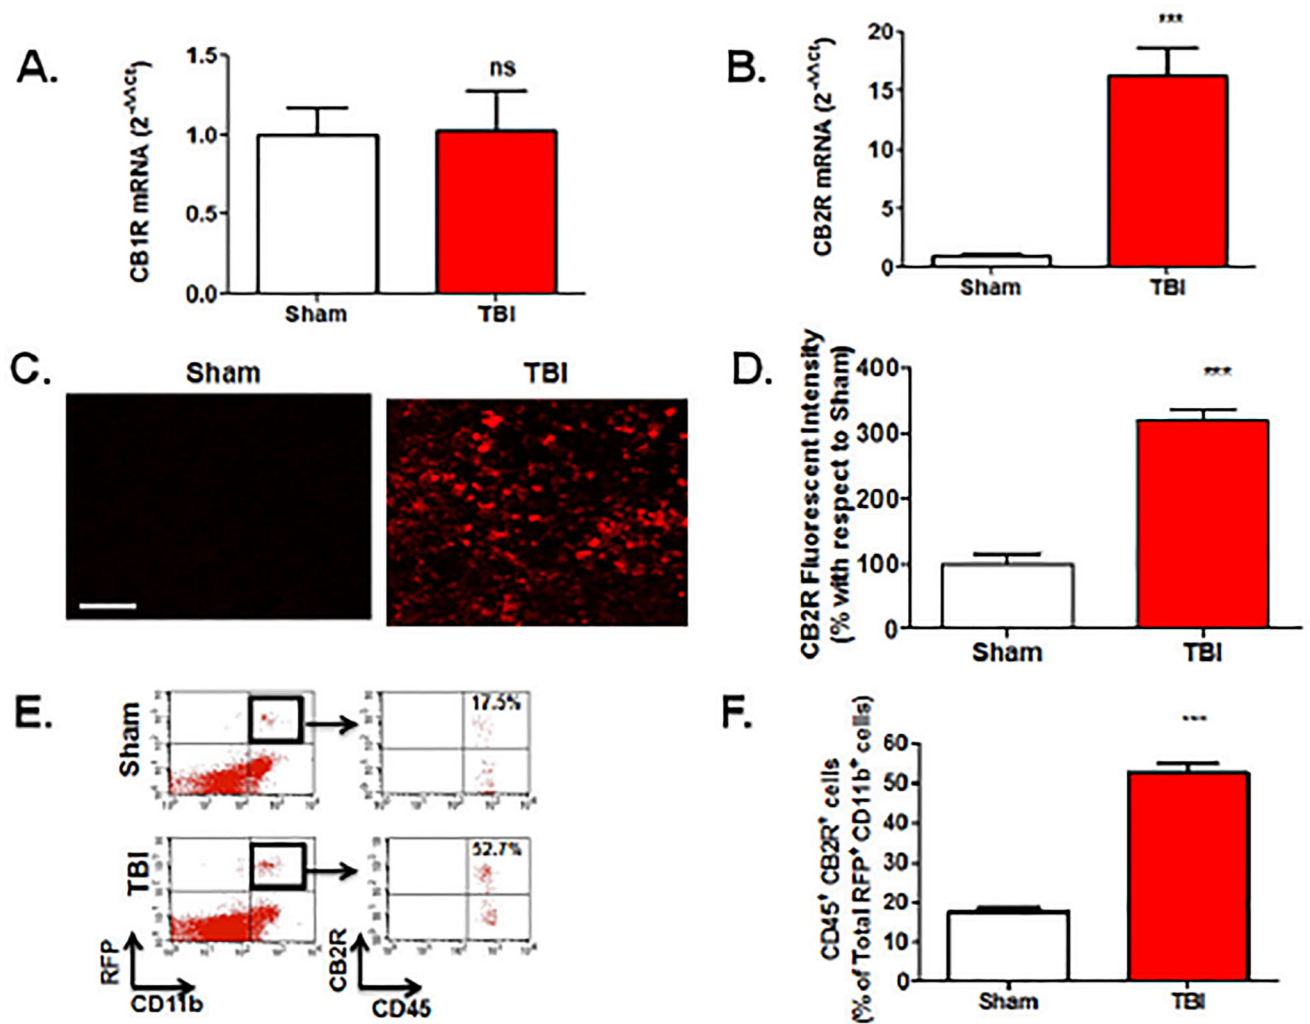 A.
CB1R mRNA (2^-^^Ct)
1.5
1.0
0.5
0.0
ns
Sham
TBI
B.
CB2R mRNA (2^-^^Ct)
20
15
10
5
0
***
Sham
TBI
C.
Sham
TBI
D.
CB2R Fluorescent Intensity
(% with respect to Sham)
400
300
200
100
0
***
Sham
TBI
E.
Sham
17.5%
TBI
52.7%
RFP
CD11b
CB2R
CD45
F.
CD45⁺ CB2R⁺ cells
(% of Total RFP⁺ CD11b⁺ cells)
60
50
40
30
20
10
0
***
Sham
TBI